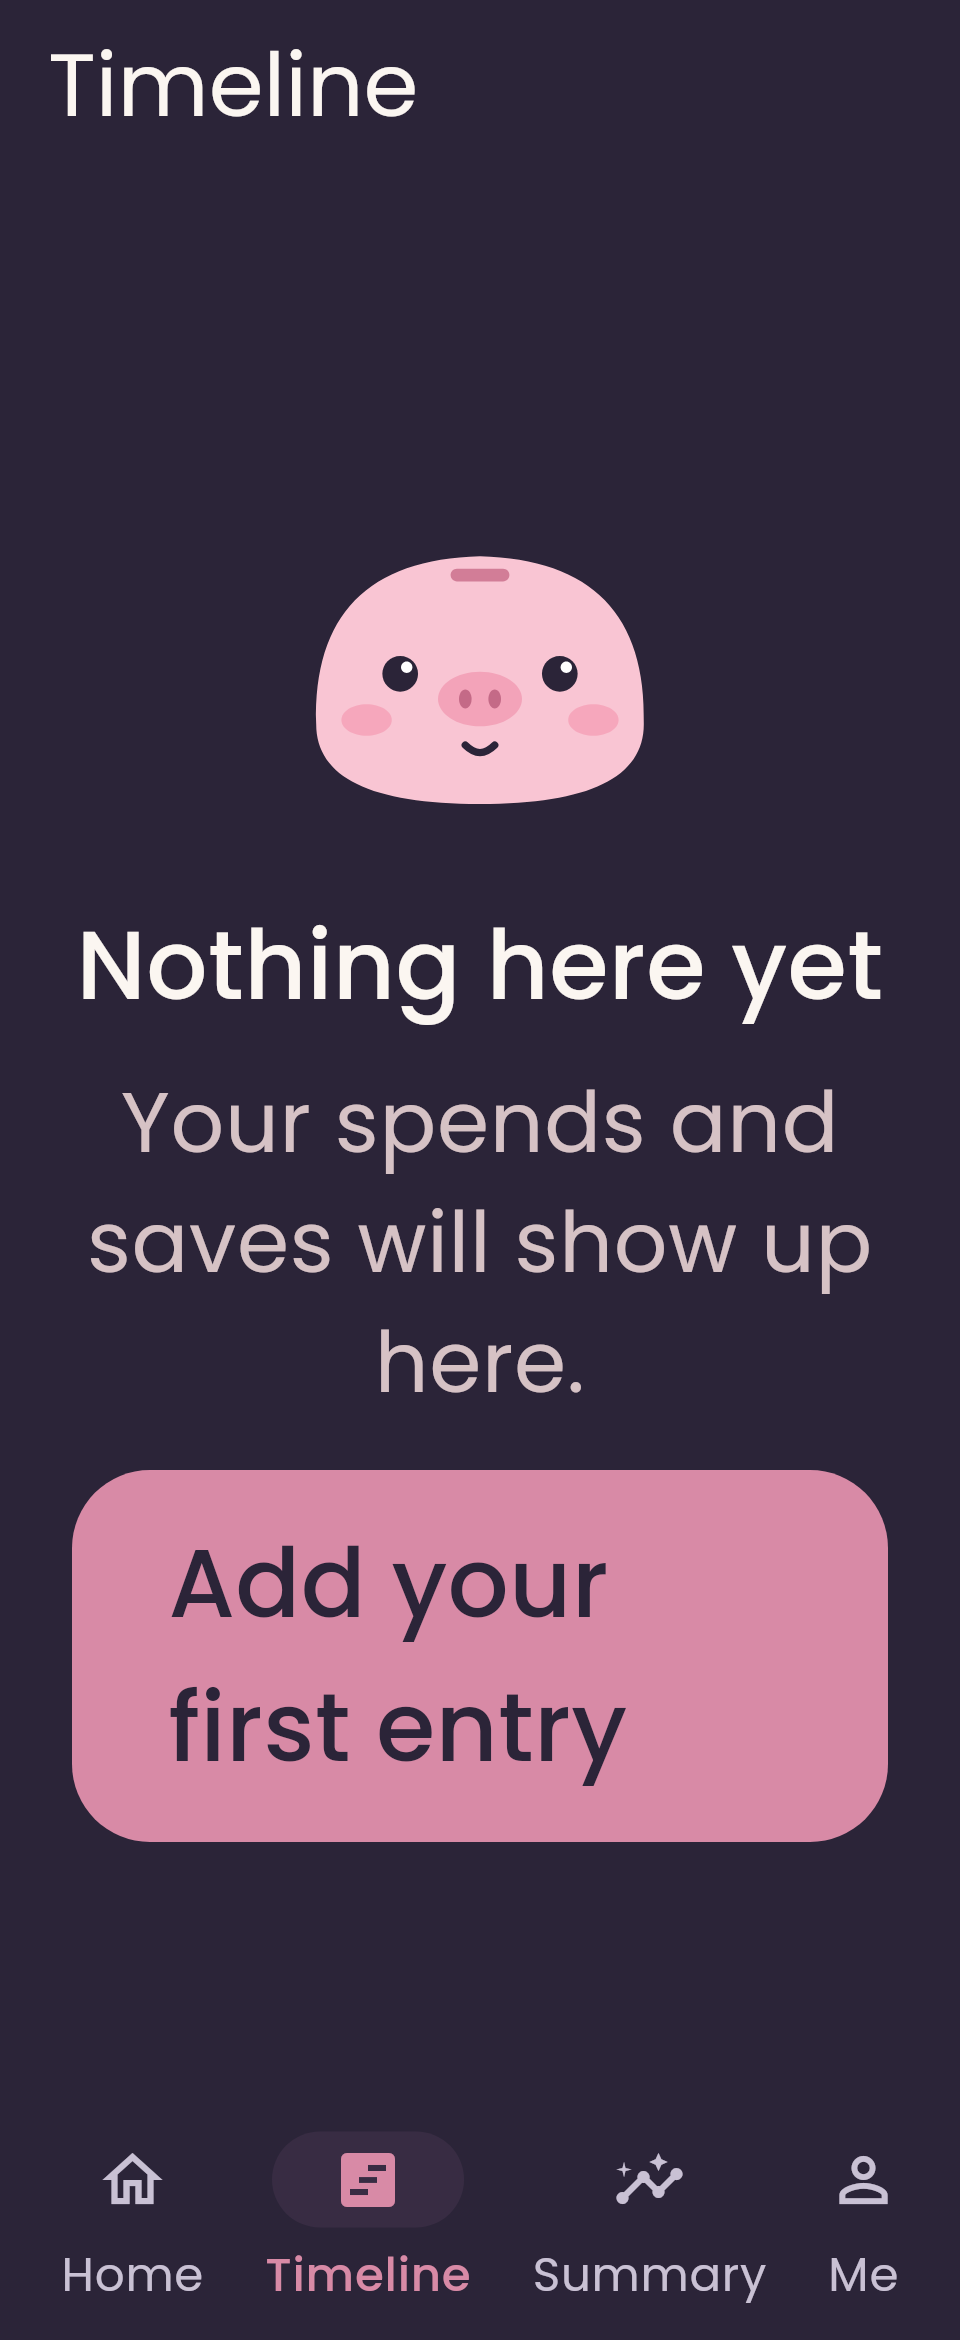 Timeline
Nothing here yet
Your spends and
saves will show up
here.
Add your
first entry
Home
Timeline
Summary
Me